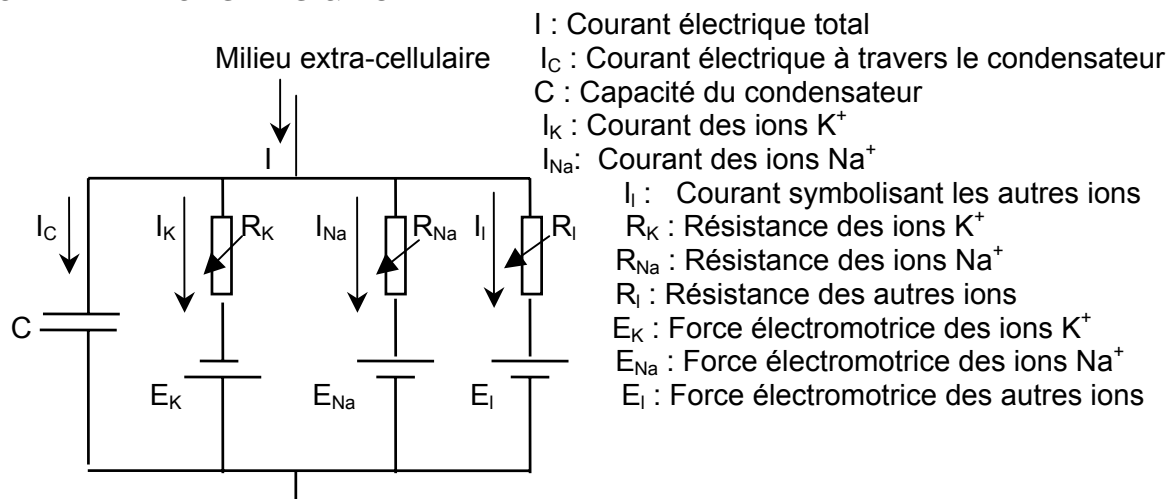 I : Courant électrique total
Milieu extra-cellulaire
I_C : Courant électrique à travers le condensateur
C : Capacité du condensateur
I_K : Courant des ions K⁺
I
I_Na: Courant des ions Na⁺
I_l : Courant symbolisant les autres ions
I_C I_K R_K I_Na R_Na I_l R_l
R_K : Résistance des ions K⁺
R_Na : Résistance des ions Na⁺
R_l : Résistance des autres ions
C
E_K : Force électromotrice des ions K⁺
E_Na : Force électromotrice des ions Na⁺
E_K E_Na E_l
E_l : Force électromotrice des autres ions